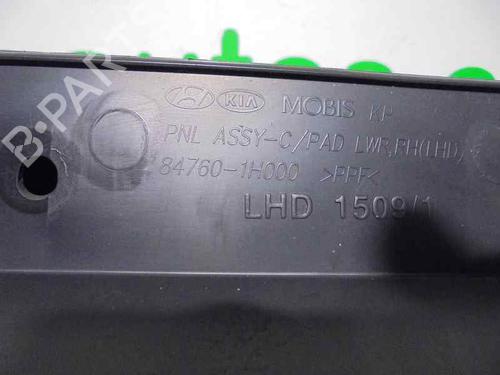 KIA MOBIS KP
PNL ASSY-C/PAD LWR,RH(LHD)
84760-1H000 >PPF<
LHD 1509/1
B-PARTS